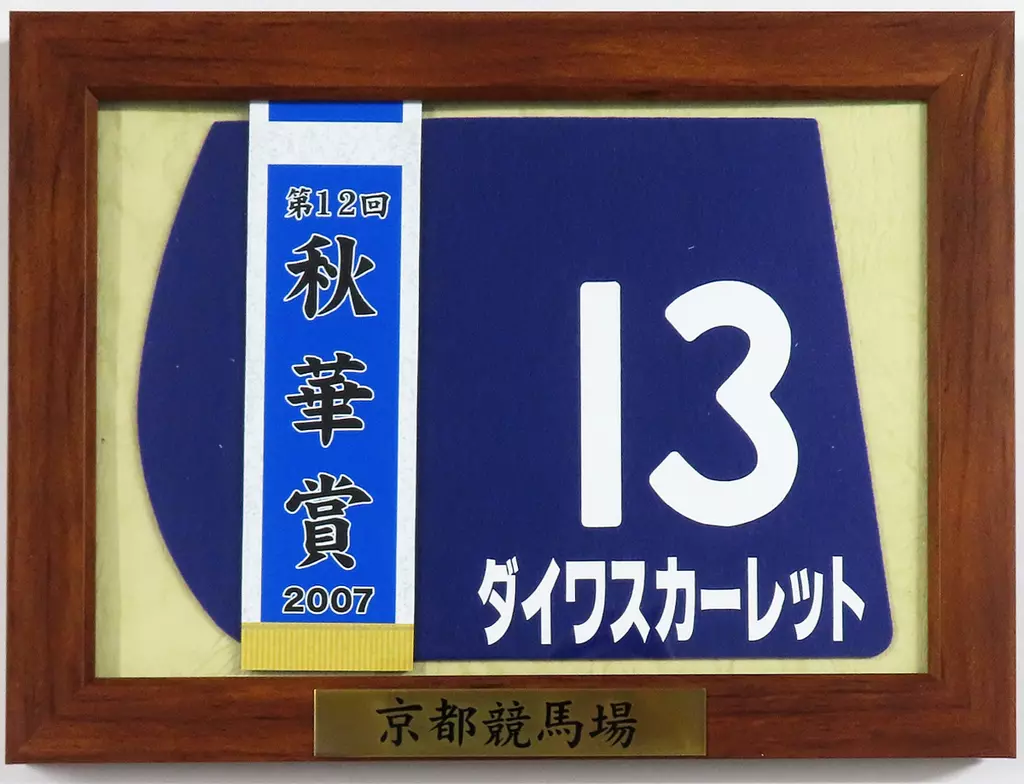 第12回
秋華賞
2007
13
ダイワスカーレット
京都競馬場